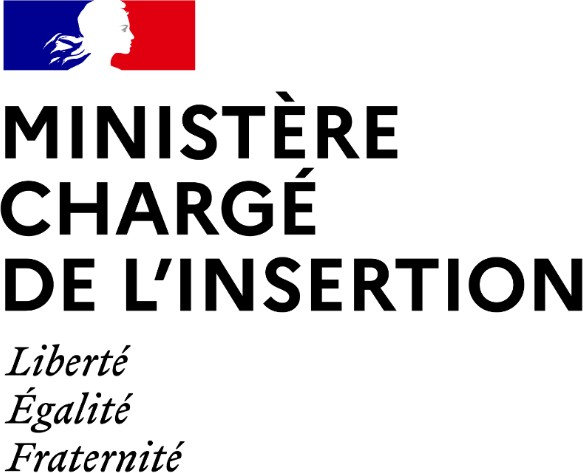 MINISTÈRE
CHARGÉ
DE L’INSERTION
Liberté
Égalité
Fraternité